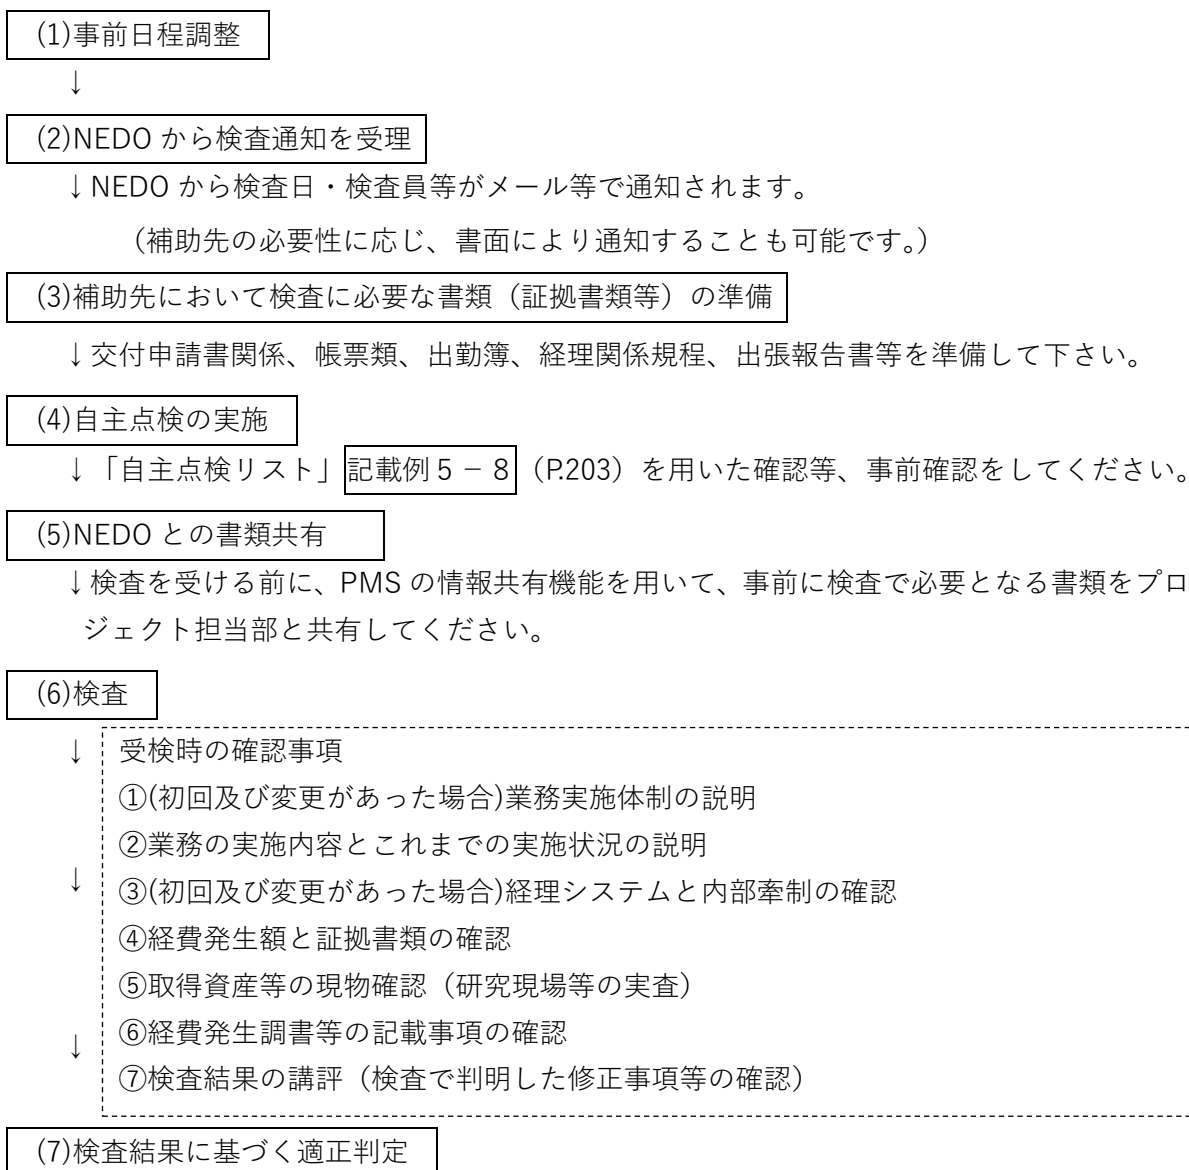 (1)事前日程調整
↓
(2)NEDO から検査通知を受理
↓NEDO から検査日・検査員等がメール等で通知されます。
（補助先の必要性に応じ、書面により通知することも可能です。）
(3)補助先において検査に必要な書類（証拠書類等）の準備
↓交付申請書関係、帳票類、出勤簿、経理関係規程、出張報告書等を準備して下さい。
(4)自主点検の実施
↓「自主点検リスト」記載例５－８（P.203）を用いた確認等、事前確認をしてください。
(5)NEDO との書類共有
↓検査を受ける前に、PMS の情報共有機能を用いて、事前に検査で必要となる書類をプロ
ジェクト担当部と共有してください。
(6)検査
↓ 受検時の確認事項
①(初回及び変更があった場合)業務実施体制の説明
②業務の実施内容とこれまでの実施状況の説明
↓ ③(初回及び変更があった場合)経理システムと内部牽制の確認
④経費発生額と証拠書類の確認
⑤取得資産等の現物確認（研究現場等の実査）
↓ ⑥経費発生調書等の記載事項の確認
⑦検査結果の講評（検査で判明した修正事項等の確認）
(7)検査結果に基づく適正判定